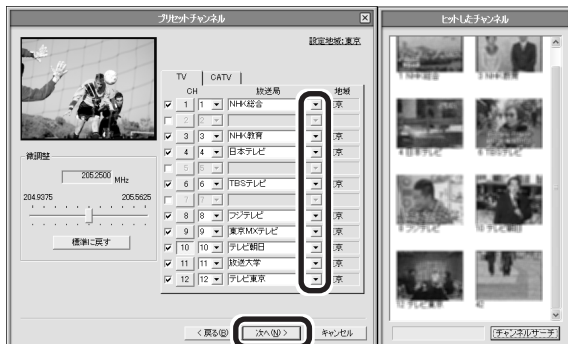 プリセットチャンネル
設定地域:東京
TV CATV
CH 放送局 地域
1 1 NHK総合 京
2 2
3 3 NHK教育 京
4 4 日本テレビ 京
5 5
6 6 TBSテレビ 京
7 7
8 8 フジテレビ 京
9 9 東京MXテレビ 京
10 10 テレビ朝日 京
11 11 放送大学 京
12 12 テレビ東京 京
微調整
205.2500 MHz
204.9375 205.5625
標準に戻す
< 戻る(B) 次へ(N) > キャンセル
ヒットしたチャンネル
1 NHK総合 3 NHK教育
4 日本テレビ
8 フジテレビ 10 テレビ朝日
12 テレビ東京 42
チャンネルサーチ